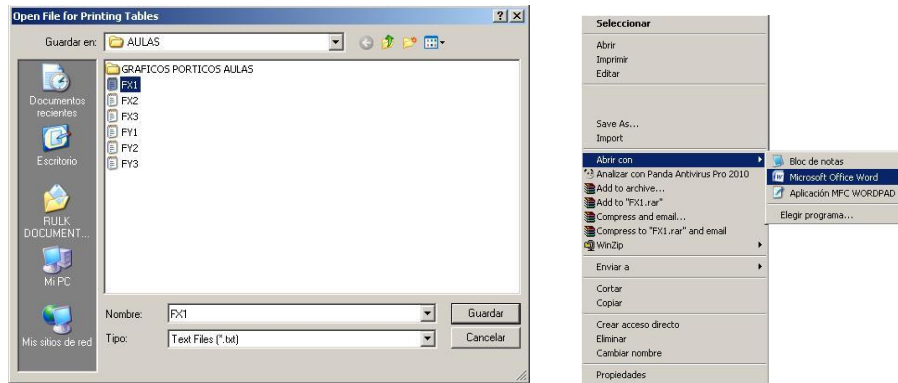 Open File for Printing Tables
Guardar en:
AULAS
Documentos
recientes
Escritorio
RULK
DOCUMENT...
Mi PC
Mis sitios de red
GRAFICOS PORTICOS AULAS
FX1
FX2
FX3
FY1
FY2
FY3
Nombre:
FX1
Guardar
Tipo:
Text Files (*.txt)
Cancelar
Seleccionar
Abrir
Imprimir
Editar
Save As...
Import
Abrir con
Analizar con Panda Antivirus Pro 2010
Add to archive...
Add to "FX1.rar"
Compress and email...
Compress to "FX1.rar" and email
WinZip
Enviar a
Cortar
Copiar
Crear acceso directo
Eliminar
Cambiar nombre
Propiedades
Bloc de notas
Microsoft Office Word
Aplicación MFC WORDPAD
Elegir programa...